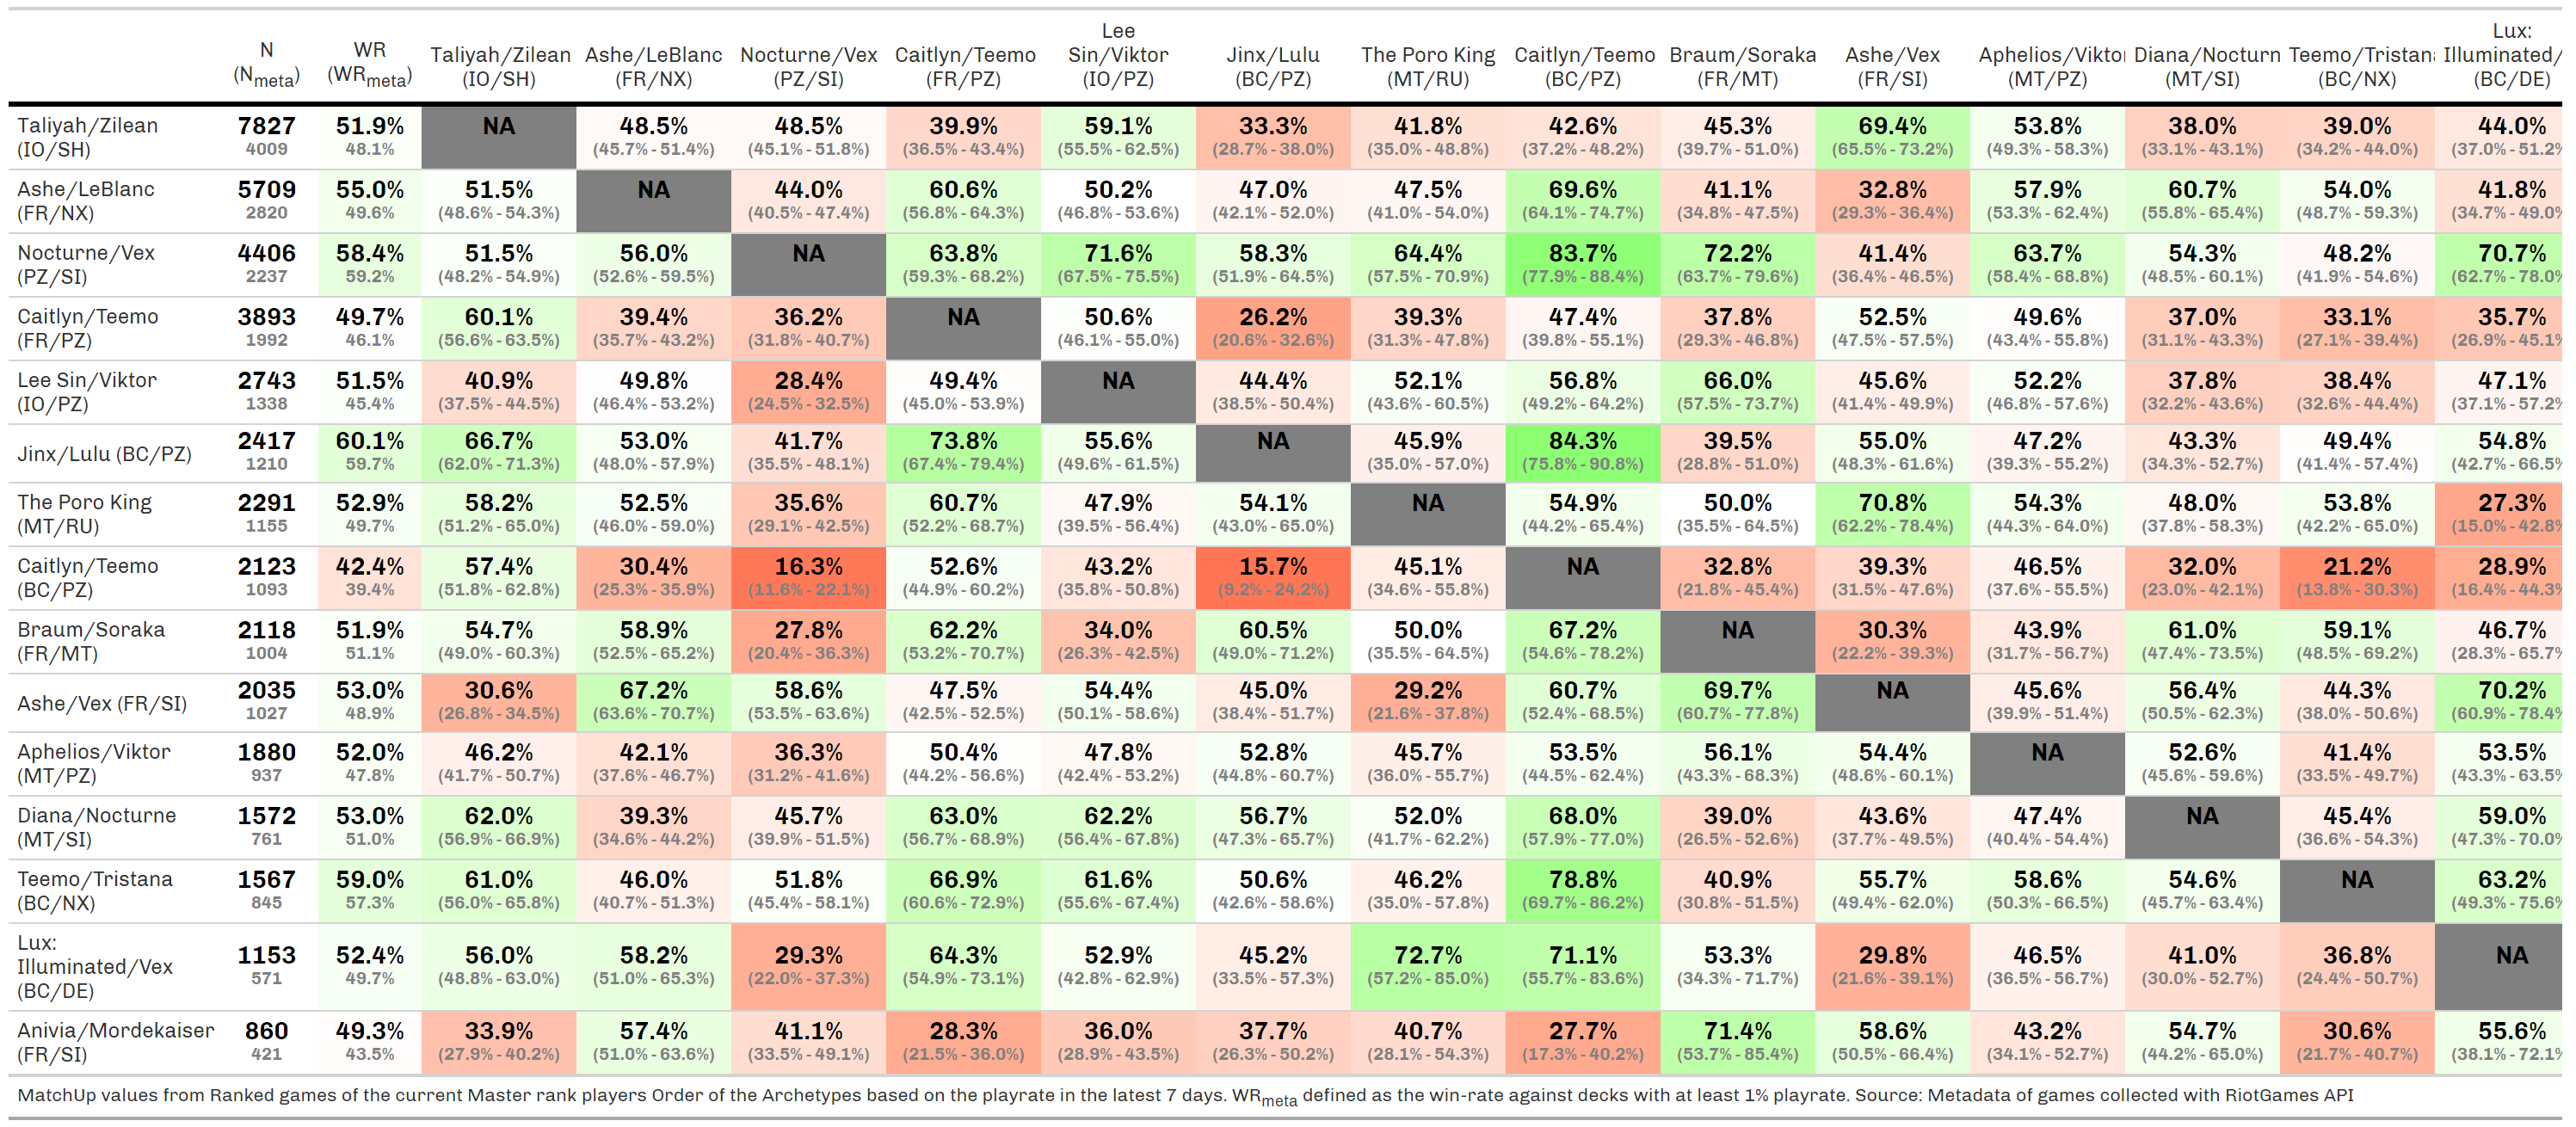 N WR Taliyah/Zilean Ashe/LeBlanc Nocturne/Vex Caitlyn/Teemo Lee Sin/Viktor Jinx/Lulu The Poro King Caitlyn/Teemo Braum/Soraka Ashe/Vex Aphelios/Vikto Diana/Nocturn Teemo/Tristan Lux: Illuminated/
(Nmeta) (WRmeta) (IO/SH) (FR/NX) (PZ/SI) (FR/PZ) (IO/PZ) (BC/PZ) (MT/RU) (BC/PZ) (FR/MT) (FR/SI) (MT/PZ) (MT/SI) (BC/NX) (BC/DE)
Taliyah/Zilean 7827 51.9% NA 48.5% 48.5% 39.9% 59.1% 33.3% 41.8% 42.6% 45.3% 69.4% 53.8% 38.0% 39.0% 44.0%
(IO/SH) 4009 48.1% (45.7% - 51.4%) (45.1% - 51.8%) (36.5% - 43.4%) (55.5% - 62.5%) (28.7% - 38.0%) (35.0% - 48.8%) (37.2% - 48.2%) (39.7% - 51.0%) (65.5% - 73.2%) (49.3% - 58.3%) (33.1% - 43.1%) (34.2% - 44.0%) (37.0% - 51.2%
Ashe/LeBlanc 5709 55.0% 51.5% NA 44.0% 60.6% 50.2% 47.0% 47.5% 69.6% 41.1% 32.8% 57.9% 60.7% 54.0% 41.8%
(FR/NX) 2820 49.6% (48.6% - 54.3%) (40.5% - 47.4%) (56.8% - 64.3%) (46.8% - 53.6%) (42.1% - 52.0%) (41.0% - 54.0%) (64.1% - 74.7%) (34.8% - 47.5%) (29.3% - 36.4%) (53.3% - 62.4%) (55.8% - 65.4%) (48.7% - 59.3%) (34.7% - 49.0%
Nocturne/Vex 4406 58.4% 51.5% 56.0% NA 63.8% 71.6% 58.3% 64.4% 83.7% 72.2% 41.4% 63.7% 54.3% 48.2% 70.7%
(PZ/SI) 2237 59.2% (48.2% - 54.9%) (52.6% - 59.5%) (59.3% - 68.2%) (67.5% - 75.5%) (51.9% - 64.5%) (57.5% - 70.9%) (77.9% - 88.4%) (63.7% - 79.6%) (36.4% - 46.5%) (58.4% - 68.8%) (48.5% - 60.1%) (41.9% - 54.6%) (62.7% - 78.0%
Caitlyn/Teemo 3893 49.7% 60.1% 39.4% 36.2% NA 50.6% 26.2% 39.3% 47.4% 37.8% 52.5% 49.6% 37.0% 33.1% 35.7%
(FR/PZ) 1992 46.1% (56.6% - 63.5%) (35.7% - 43.2%) (31.8% - 40.7%) (46.1% - 55.0%) (20.6% - 32.6%) (31.3% - 47.8%) (39.8% - 55.1%) (29.3% - 46.8%) (47.5% - 57.5%) (43.4% - 55.8%) (31.1% - 43.3%) (27.1% - 39.4%) (26.9% - 45.1%
Lee Sin/Viktor 2743 51.5% 40.9% 49.8% 28.4% 49.4% NA 44.4% 52.1% 56.8% 66.0% 45.6% 52.2% 37.8% 38.4% 47.1%
(IO/PZ) 1338 45.4% (37.5% - 44.5%) (46.4% - 53.2%) (24.5% - 32.5%) (45.0% - 53.9%) (38.5% - 50.4%) (43.6% - 60.5%) (49.2% - 64.2%) (57.5% - 73.7%) (41.4% - 49.9%) (46.8% - 57.6%) (32.2% - 43.6%) (32.6% - 44.4%) (37.1% - 57.2%
Jinx/Lulu (BC/PZ) 2417 60.1% 66.7% 53.0% 41.7% 73.8% 55.6% NA 45.9% 84.3% 39.5% 55.0% 47.2% 43.3% 49.4% 54.8%
1210 59.7% (62.0% - 71.3%) (48.0% - 57.9%) (35.5% - 48.1%) (67.4% - 79.4%) (49.6% - 61.5%) (35.0% - 57.0%) (75.8% - 90.8%) (28.8% - 51.0%) (48.3% - 61.6%) (39.3% - 55.2%) (34.3% - 52.7%) (41.4% - 57.4%) (42.7% - 66.5%
The Poro King 2291 52.9% 58.2% 52.5% 35.6% 60.7% 47.9% 54.1% NA 54.9% 50.0% 70.8% 54.3% 48.0% 53.8% 27.3%
(MT/RU) 1155 49.7% (51.2% - 65.0%) (46.0% - 59.0%) (29.1% - 42.5%) (52.2% - 68.7%) (39.5% - 56.4%) (43.0% - 65.0%) (44.2% - 65.4%) (35.5% - 64.5%) (62.2% - 78.4%) (44.3% - 64.0%) (37.8% - 58.3%) (42.2% - 65.0%) (15.0% - 42.8%
Caitlyn/Teemo 2123 42.4% 57.4% 30.4% 16.3% 52.6% 43.2% 15.7% 45.1% NA 32.8% 39.3% 46.5% 32.0% 21.2% 28.9%
(BC/PZ) 1093 39.4% (51.8% - 62.8%) (25.3% - 35.9%) (11.6% - 22.1%) (44.9% - 60.2%) (35.8% - 50.8%) (9.2% - 24.2%) (34.6% - 55.8%) (21.8% - 45.4%) (31.5% - 47.6%) (37.6% - 55.5%) (23.0% - 42.1%) (13.8% - 30.3%) (16.4% - 44.3%
Braum/Soraka 2118 51.9% 54.7% 58.9% 27.8% 62.2% 34.0% 60.5% 50.0% 67.2% NA 30.3% 43.9% 61.0% 59.1% 46.7%
(FR/MT) 1004 51.1% (49.0% - 60.3%) (52.5% - 65.2%) (20.4% - 36.3%) (53.2% - 70.7%) (26.3% - 42.5%) (49.0% - 71.2%) (35.5% - 64.5%) (54.6% - 78.2%) (22.2% - 39.3%) (31.7% - 56.7%) (47.4% - 73.5%) (48.5% - 69.2%) (28.3% - 65.7%
Ashe/Vex (FR/SI) 2035 53.0% 30.6% 67.2% 58.6% 47.5% 54.4% 45.0% 29.2% 60.7% 69.7% NA 45.6% 56.4% 44.3% 70.2%
1027 48.9% (26.8% - 34.5%) (63.6% - 70.7%) (53.5% - 63.6%) (42.5% - 52.5%) (50.1% - 58.6%) (38.4% - 51.7%) (21.6% - 37.8%) (52.4% - 68.5%) (60.7% - 77.8%) (39.9% - 51.4%) (50.5% - 62.3%) (38.0% - 50.6%) (60.9% - 78.4%
Aphelios/Viktor 1880 52.0% 46.2% 42.1% 36.3% 50.4% 47.8% 52.8% 45.7% 53.5% 56.1% 54.4% NA 52.6% 41.4% 53.5%
(MT/PZ) 937 47.8% (41.7% - 50.7%) (37.6% - 46.7%) (31.2% - 41.6%) (44.2% - 56.6%) (42.4% - 53.2%) (44.8% - 60.7%) (36.0% - 55.7%) (44.5% - 62.4%) (43.3% - 68.3%) (48.6% - 60.1%) (45.6% - 59.6%) (33.5% - 49.7%) (43.3% - 63.5%
Diana/Nocturne 1572 53.0% 62.0% 39.3% 45.7% 63.0% 62.2% 56.7% 52.0% 68.0% 39.0% 43.6% 47.4% NA 45.4% 59.0%
(MT/SI) 761 51.0% (56.9% - 66.9%) (34.6% - 44.2%) (39.9% - 51.5%) (56.7% - 68.9%) (56.4% - 67.8%) (47.3% - 65.7%) (41.7% - 62.2%) (57.9% - 77.0%) (26.5% - 52.6%) (37.7% - 49.5%) (40.4% - 54.4%) (36.6% - 54.3%) (47.3% - 70.0%
Teemo/Tristana 1567 59.0% 61.0% 46.0% 51.8% 66.9% 61.6% 50.6% 46.2% 78.8% 40.9% 55.7% 58.6% 54.6% NA 63.2%
(BC/NX) 845 57.3% (56.0% - 65.8%) (40.7% - 51.3%) (45.4% - 58.1%) (60.6% - 72.9%) (55.6% - 67.4%) (42.6% - 58.6%) (35.0% - 57.8%) (69.7% - 86.2%) (30.8% - 51.5%) (49.4% - 62.0%) (50.3% - 66.5%) (45.7% - 63.4%) (49.3% - 75.6%
Lux:
Illuminated/Vex 1153 52.4% 56.0% 58.2% 29.3% 64.3% 52.9% 45.2% 72.7% 71.1% 53.3% 29.8% 46.5% 41.0% 36.8% NA
(BC/DE) 571 49.7% (48.8% - 63.0%) (51.0% - 65.3%) (22.0% - 37.3%) (54.9% - 73.1%) (42.8% - 62.9%) (33.5% - 57.3%) (57.2% - 85.0%) (55.7% - 83.6%) (34.3% - 71.7%) (21.6% - 39.1%) (36.5% - 56.7%) (30.0% - 52.7%) (24.4% - 50.7%)
Anivia/Mordekaiser 860 49.3% 33.9% 57.4% 41.1% 28.3% 36.0% 37.7% 40.7% 27.7% 71.4% 58.6% 43.2% 54.7% 30.6% 55.6%
(FR/SI) 421 43.5% (27.9% - 40.2%) (51.0% - 63.6%) (33.5% - 49.1%) (21.5% - 36.0%) (28.9% - 43.5%) (26.3% - 50.2%) (28.1% - 54.3%) (17.3% - 40.2%) (53.7% - 85.4%) (50.5% - 66.4%) (34.1% - 52.7%) (44.2% - 65.0%) (21.7% - 40.7%) (38.1% - 72.1%
MatchUp values from Ranked games of the current Master rank players Order of the Archetypes based on the playrate in the latest 7 days. WRmeta defined as the win-rate against decks with at least 1% playrate. Source: Metadata of games collected with RiotGames API